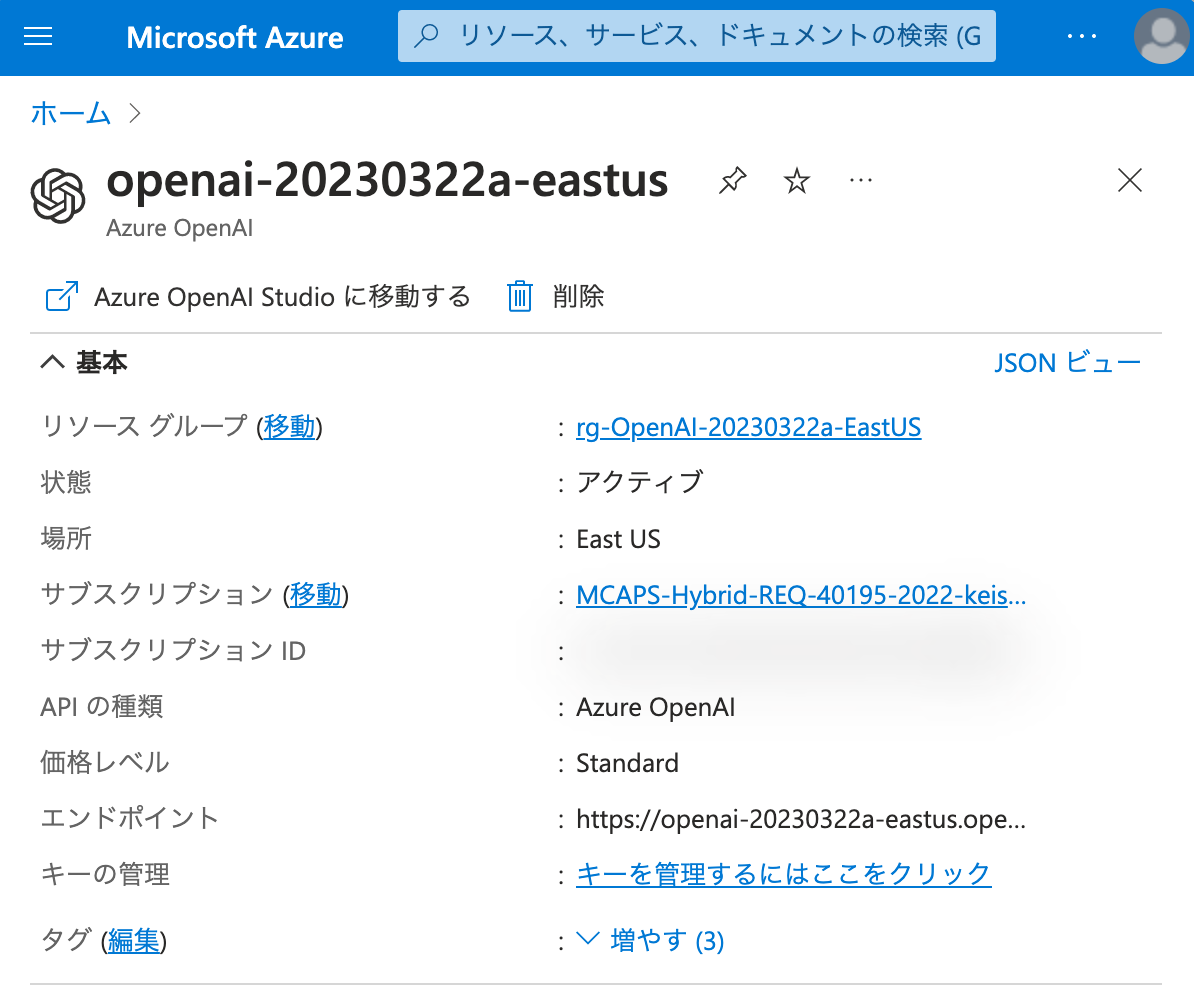 Microsoft Azure
リソース、サービス、ドキュメントの検索 (G
ホーム
openai-20230322a-eastus
Azure OpenAI
Azure OpenAI Studio に移動する 削除
基本 JSON ビュー
リソース グループ (移動) : rg-OpenAI-20230322a-EastUS
状態 : アクティブ
場所 : East US
サブスクリプション (移動) : MCAPS-Hybrid-REQ-40195-2022-keis...
サブスクリプション ID :
API の種類 : Azure OpenAI
価格レベル : Standard
エンドポイント : https://openai-20230322a-eastus.ope...
キーの管理 : キーを管理するにはここをクリック
タグ (編集) : 増やす (3)